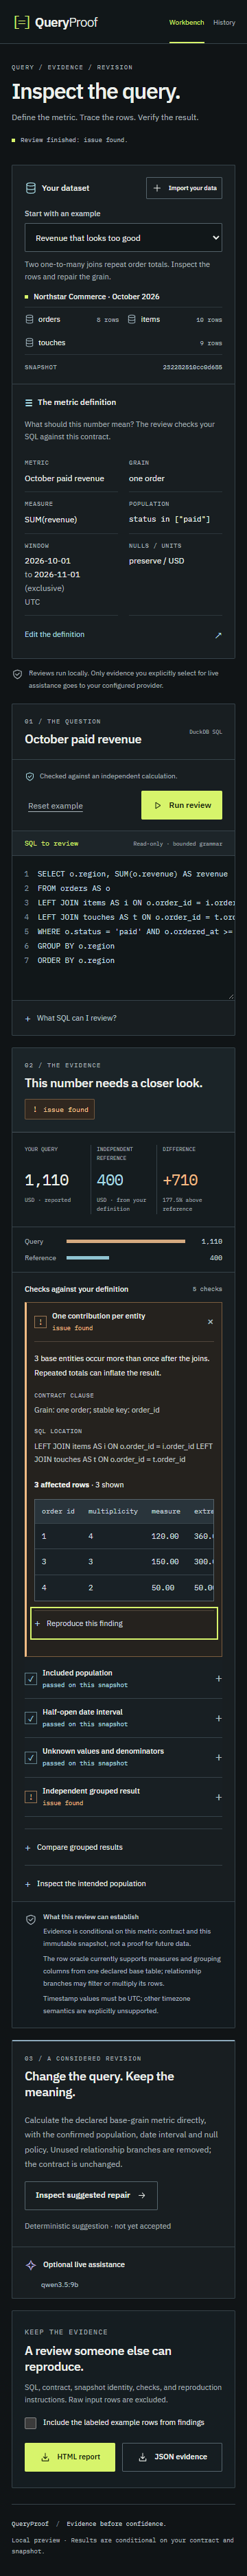 QueryProof
Workbench
History
QUERY / EVIDENCE / REVISION
Inspect the query.
Define the metric. Trace the rows. Verify the result.
Review finished: issue found.
Your dataset
+ Import your data
Start with an example
Revenue that looks too good
Two one-to-many joins repeat order totals. Inspect the
rows and repair the grain.
Northstar Commerce · October 2026
orders 5 rows
items 10 rows
touches 9 rows
SNAPSHOT
The metric definition
What should this number mean? The review checks your
SQL against this contract.
METRIC
October paid revenue
GRAIN
one order
MEASURE
SUM(revenue)
POPULATION
status in ["paid"]
WINDOW
2026-10-01
to 2026-11-01
(exclusive)
UTC
NULLS / UNITS
preserve / USD
Edit the definition ↗
Reviews run locally. Only evidence you explicitly select for live
assistance goes to your configured provider.
01 / THE QUESTION
October paid revenue
DuckDB SQL
Checked against an independent calculation.
Reset example
Run review
SQL to review
Read-only · bounded grammar
1 SELECT o.region, SUM(o.revenue) AS revenue
2 FROM orders AS o
3 LEFT JOIN items AS i ON o.order_id = i.order
4 LEFT JOIN touches AS t ON o.order_id = t.ord
5 WHERE o.status = 'paid' AND o.ordered_at >=
6 GROUP BY o.region
7 ORDER BY o.region
+ What SQL can I review?
02 / THE EVIDENCE
This number needs a closer look.
! issue found
YOUR QUERY
1,110
USD · reported
INDEPENDENT
REFERENCE
400
USD · from your
definition
DIFFERENCE
+710
177.5% above
reference
Query 1,110
Reference 400
Checks against your definition
5 checks
! One contribution per entity ×
issue found
3 base entities occur more than once after the joins.
Repeated totals can inflate the result.
CONTRACT CLAUSE
Grain: one order; stable key: order_id
SQL LOCATION
LEFT JOIN items AS i ON o.order_id = i.order_id LEFT
JOIN touches AS t ON o.order_id = t.order_id
3 affected rows · 3 shown
order id multiplicity measure extra
1 4 120.00 360.
3 3 150.00 300.
4 2 50.00 50.0
+ Reproduce this finding
✓ Included population +
passed on this snapshot
✓ Half-open date interval +
passed on this snapshot
✓ Unknown values and denominators +
passed on this snapshot
! Independent grouped result +
issue found
+ Compare grouped results
+ Inspect the intended population
What this review can establish
Evidence is conditional on this metric contract and this
immutable snapshot, not a proof for future data.
The row oracle currently supports measures and grouping
columns from one declared base table; relationship
branches may filter or multiply its rows.
Timestamp values must be UTC; other timezone
semantics are explicitly unsupported.
03 / A CONSIDERED REVISION
Change the query. Keep the
meaning.
Calculate the declared base-grain metric directly,
with the confirmed population, date interval and null
policy. Unused relationship branches are removed;
the contract is unchanged.
Inspect suggested repair →
Deterministic suggestion · not yet accepted
Optional live assistance
qwen3.5:9b
KEEP THE EVIDENCE
A review someone else can
reproduce.
SQL, contract, snapshot identity, checks, and reproduction
instructions. Raw input rows are excluded.
Include the labeled example rows from findings
HTML report
JSON evidence
QueryProof / Evidence before confidence.
Local preview · Results are conditional on your contract and
snapshot.